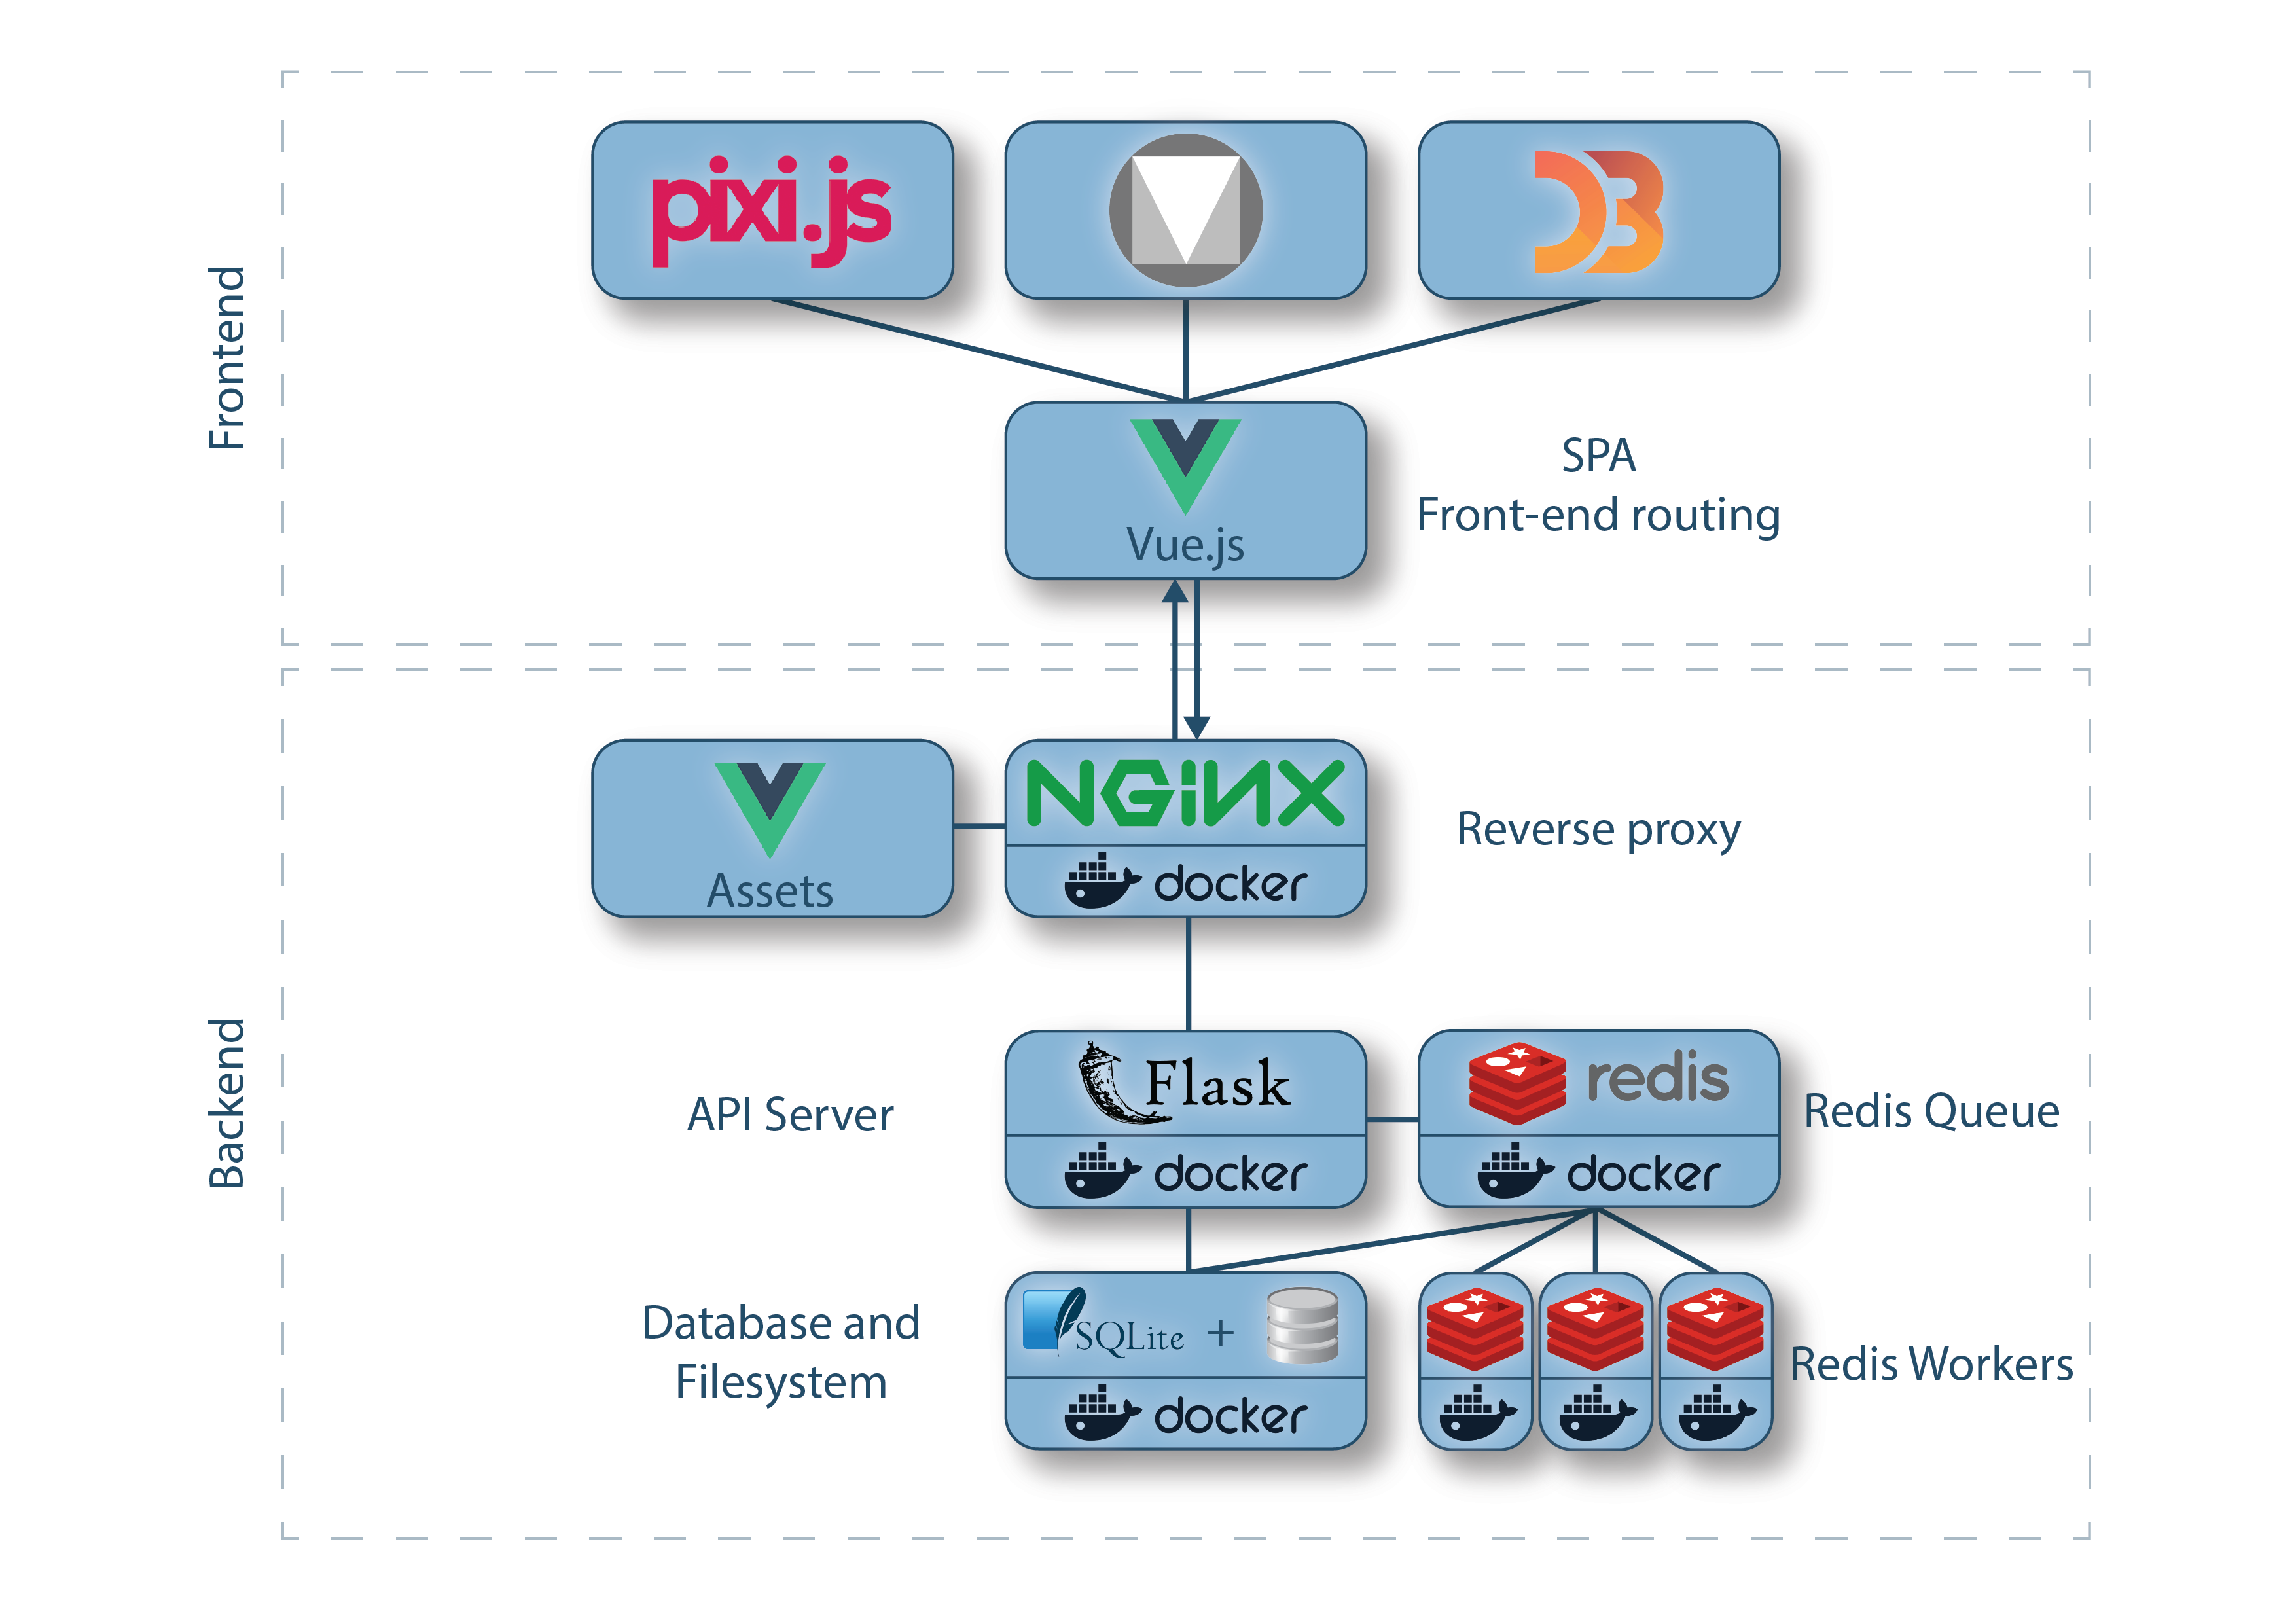 Frontend
pixi.js
D3
Vue.js
SPA
Front-end routing
Backend
Assets
NGiNX
docker
Reverse proxy
API Server
Flask
docker
redis
docker
Redis Queue
Database and
Filesystem
SQLite +
docker
Redis Workers